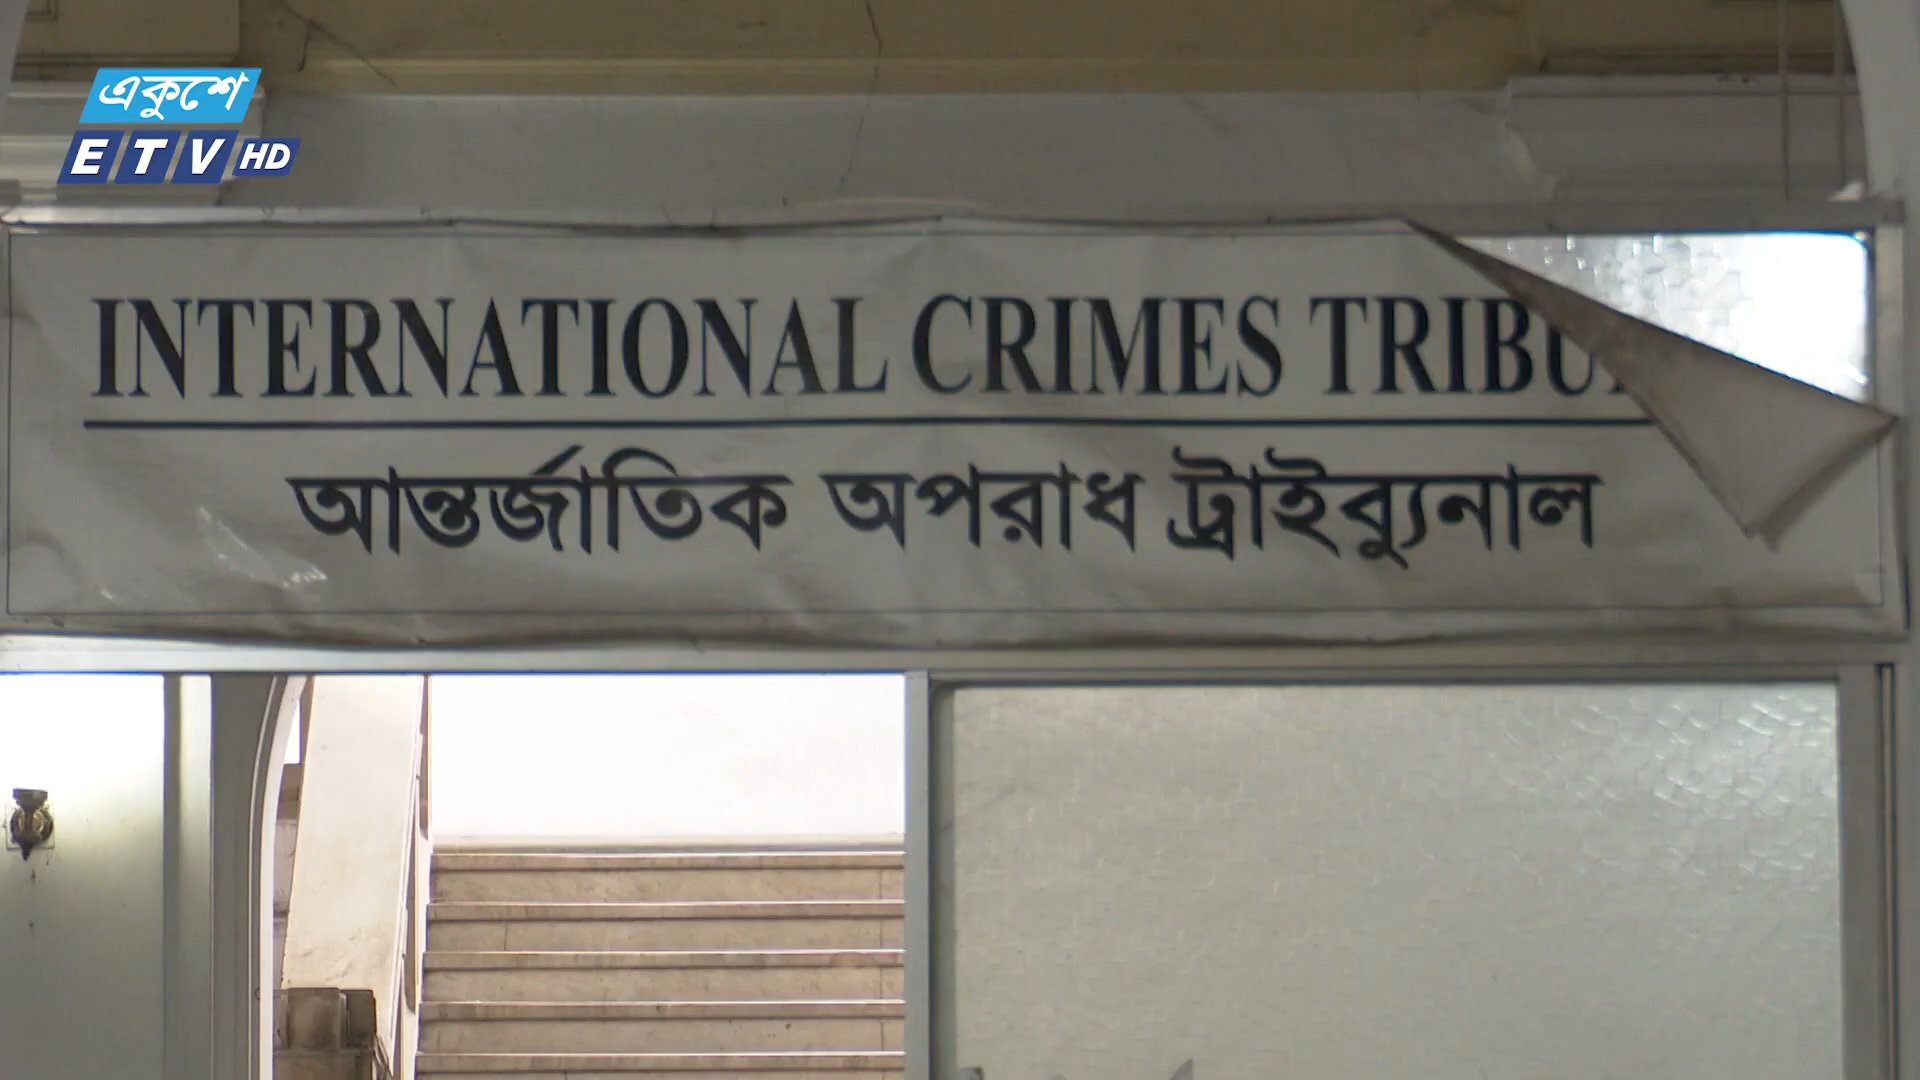 একুশে
ETV HD
INTERNATIONAL CRIMES TRIBU
আন্তর্জাতিক অপরাধ ট্রাইব্যুনাল